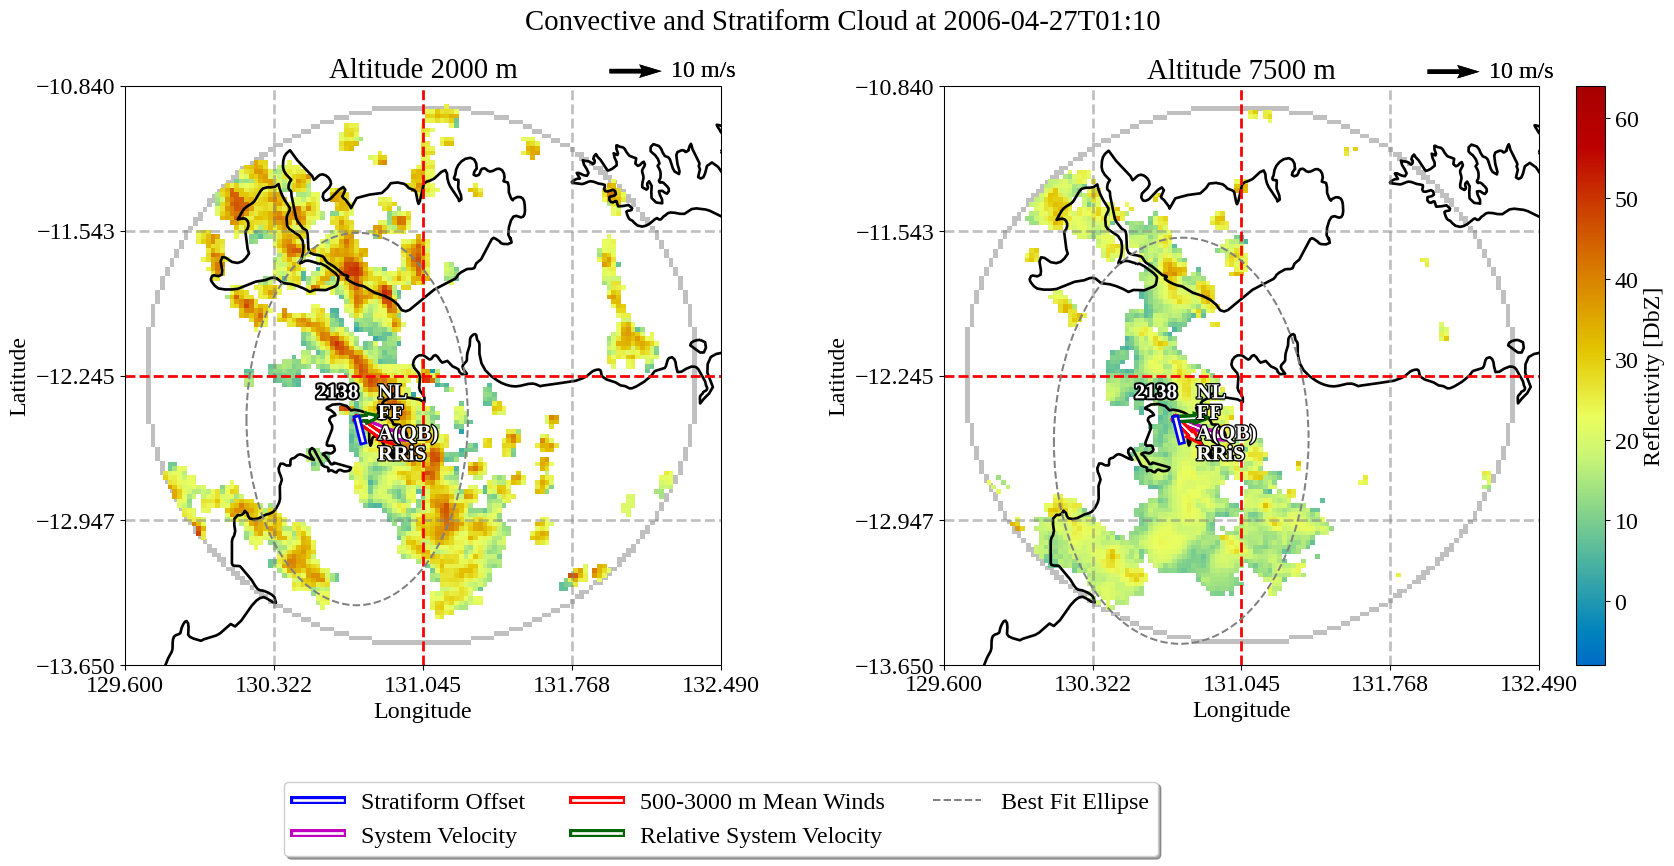 Convective and Stratiform Cloud at 2006-04-27T01:10
Altitude 2000 m
10 m/s
Altitude 7500 m
10 m/s
−10.840
−11.543
−12.245
−12.947
−13.650
Latitude
129.600
130.322
131.045
131.768
132.490
Longitude
2138
NL
FF
A(QB)
RRiS
−10.840
−11.543
−12.245
−12.947
−13.650
Latitude
129.600
130.322
131.045
131.768
132.490
Longitude
2138
NL
FF
A(QB)
RRiS
60
50
40
30
20
10
0
Reflectivity [DbZ]
Stratiform Offset
System Velocity
500-3000 m Mean Winds
Relative System Velocity
Best Fit Ellipse